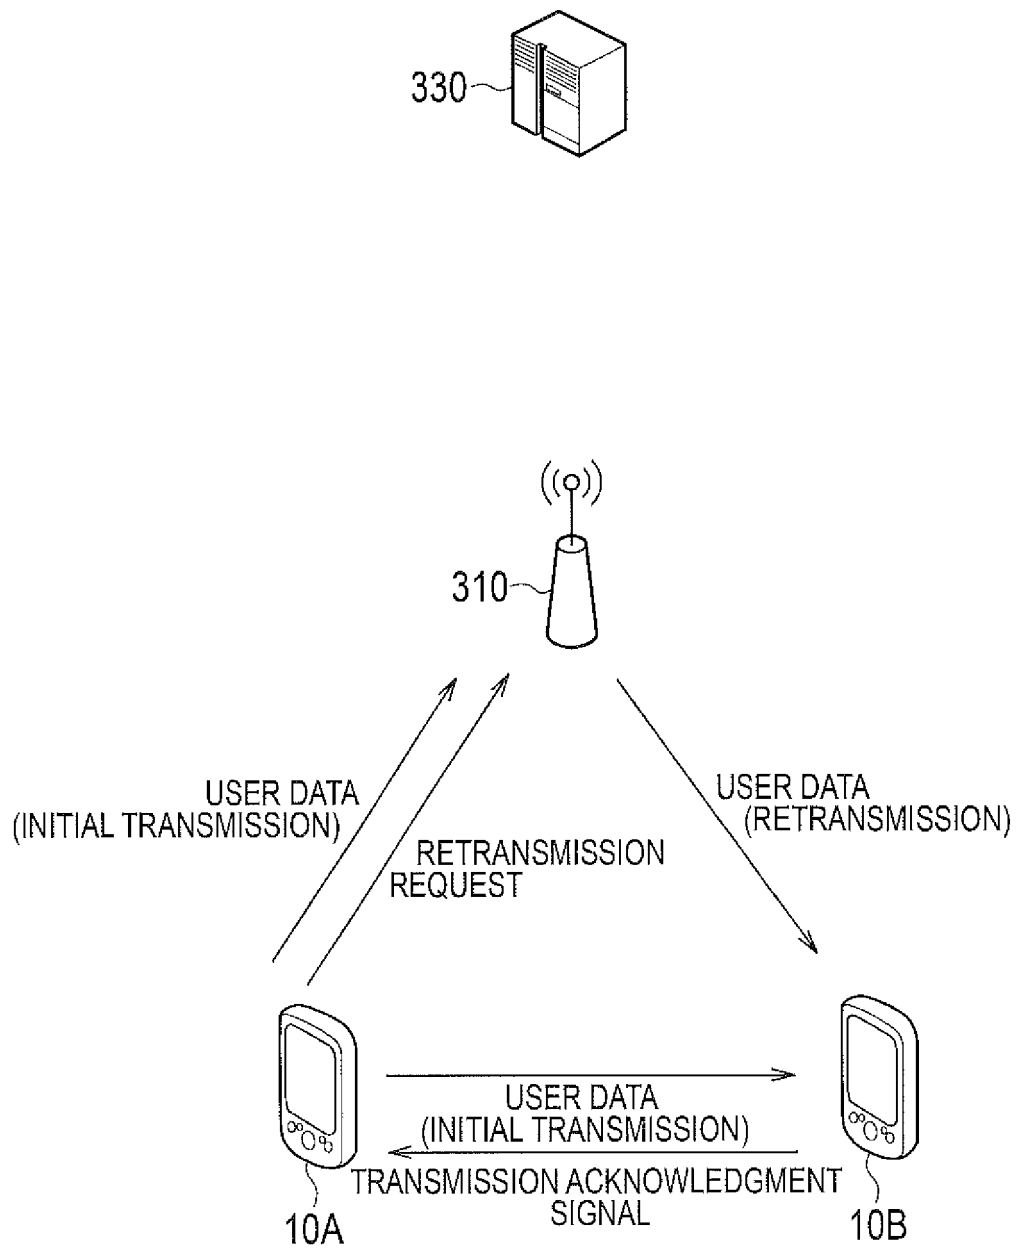 330
310
USER DATA
(INITIAL TRANSMISSION)
USER DATA
(RETRANSMISSION)
RETRANSMISSION
REQUEST
USER DATA
(INITIAL TRANSMISSION)
TRANSMISSION ACKNOWLEDGMENT
SIGNAL
10A
10B